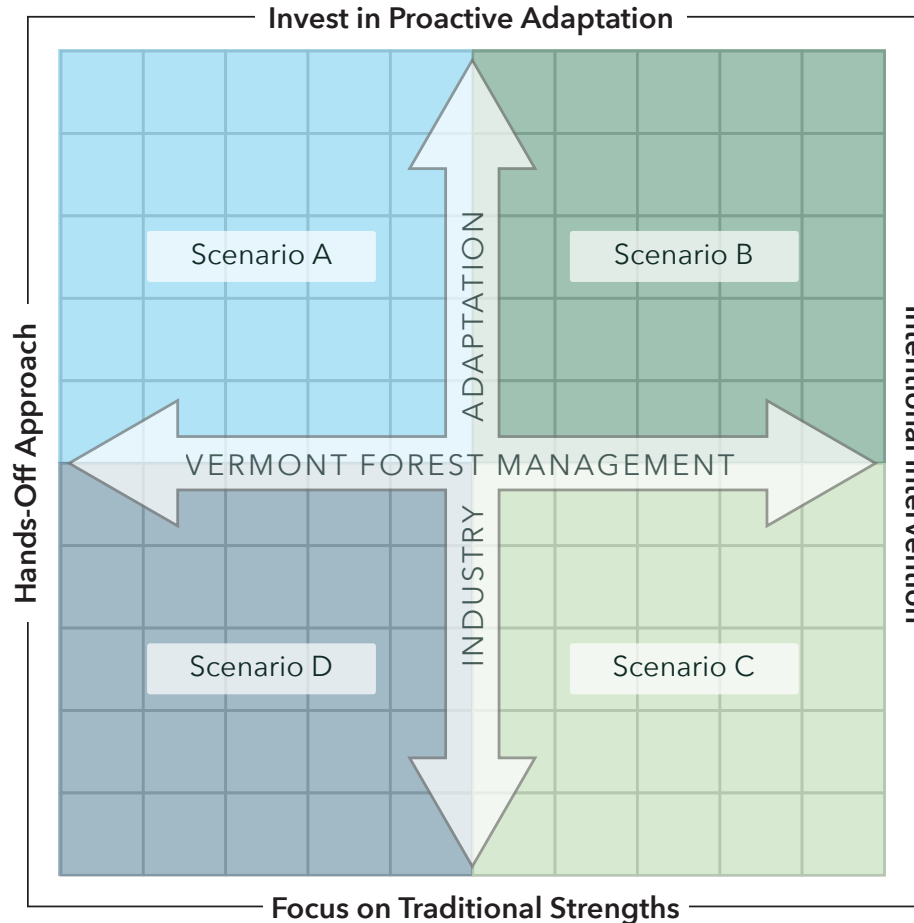 Invest in Proactive Adaptation
Scenario A
Scenario B
INDUSTRY ADAPTATION
Hands-Off Approach
VERMONT FOREST MANAGEMENT
Intentional Intervention
Scenario D
Scenario C
Focus on Traditional Strengths